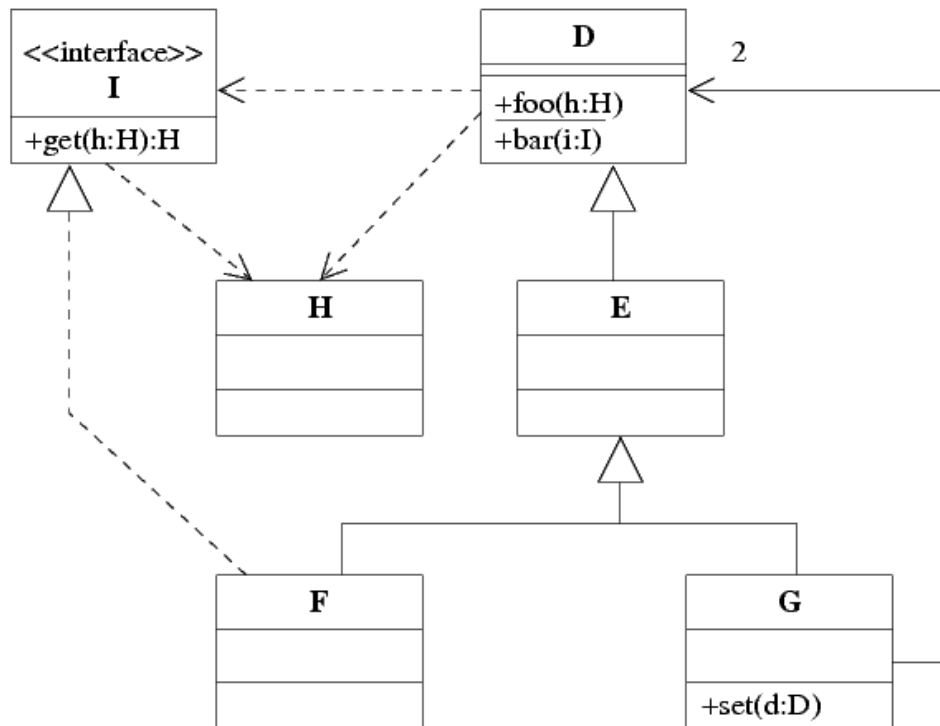 <<interface>>
I
+get(h:H):H
D
+foo(h:H)
+bar(i:I)
2
H
E
F
G
+set(d:D)